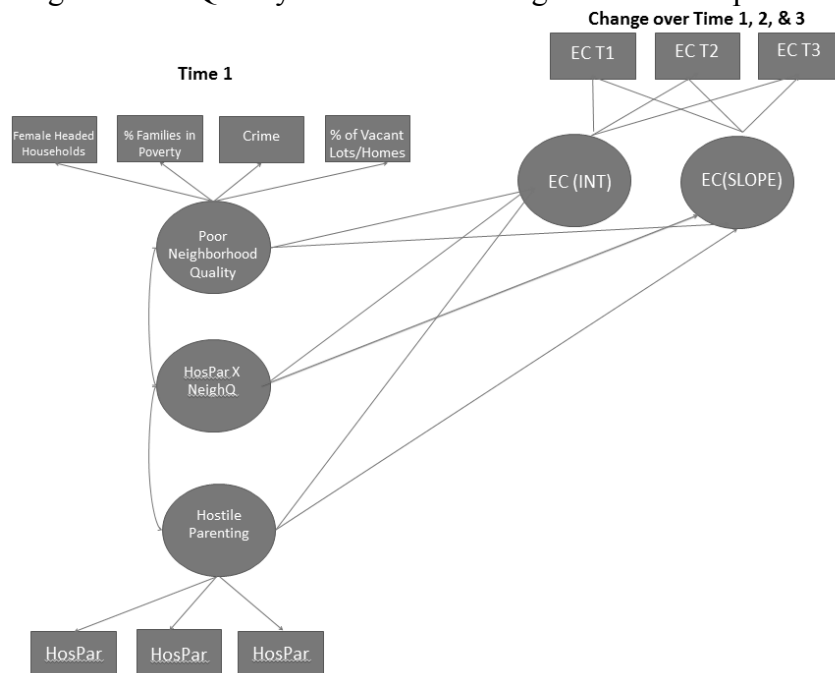 Change over Time 1, 2, & 3
EC T1
EC T2
EC T3
Time 1
Female Headed
Households
% Families in
Poverty
Crime
% of Vacant
Lots/Homes
EC (INT)
EC(SLOPE)
Poor
Neighborhood
Quality
HosPar X
NeighQ
Hostile
Parenting
HosPar
HosPar
HosPar